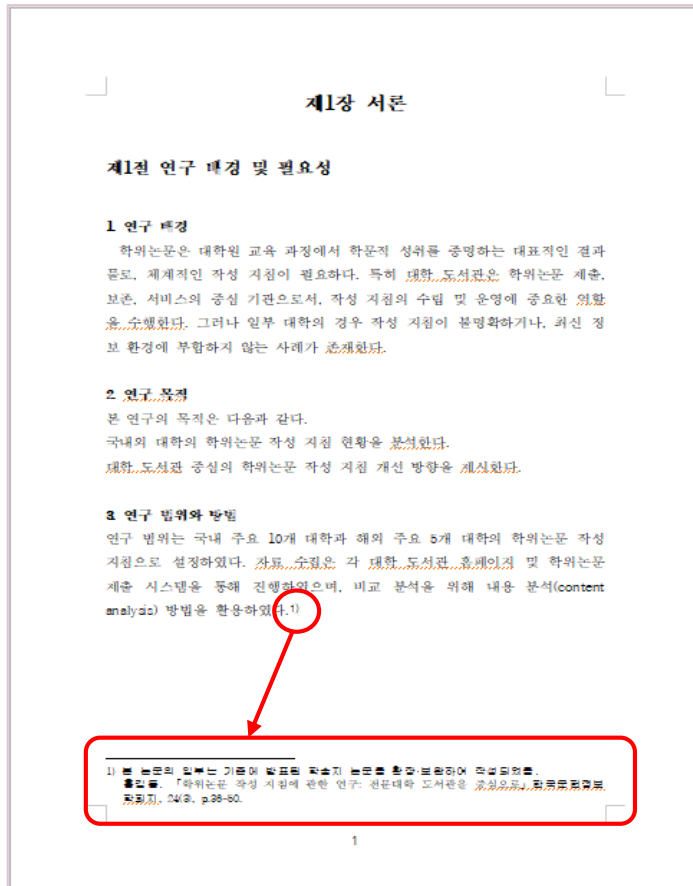 제1장 서론
제1절 연구 배경 및 필요성
1 연구 배경
학위논문은 대학원 교육 과정에서 학문적 성취를 증명하는 대표적인 결과
물로, 체계적인 작성 지침이 필요하다. 특히 대학 도서관은 학위논문 제출,
보존, 서비스의 중심 기관으로서, 작성 지침의 수립 및 운영에 중요한 역할
을 수행한다. 그러나 일부 대학의 경우 작성 지침이 불명확하거나, 최신 정
보 환경에 부합하지 않는 사례가 존재한다.
2 연구 목적
본 연구의 목적은 다음과 같다.
국내외 대학의 학위논문 작성 지침 현황을 분석한다.
대학 도서관 중심의 학위논문 작성 지침 개선 방향을 제시한다.
3 연구 범위와 방법
연구 범위는 국내 주요 10개 대학과 해외 주요 5개 대학의 학위논문 작성
지침으로 설정하였다. 자료 수집은 각 대학 도서관 홈페이지 및 학위논문
제출 시스템을 통해 진행하였으며, 비교 분석을 위해 내용 분석(content
analysis) 방법을 활용하였다.1)
1) 본 논문의 일부는 기존에 발표된 학술지 논문를 확장·보완하여 작성되었음.
홍길동. 「학위논문 작성 지침에 관한 연구: 전문대학 도서관을 중심으로」 한국문헌정보
학회지, 24(3), p.36-50.
1